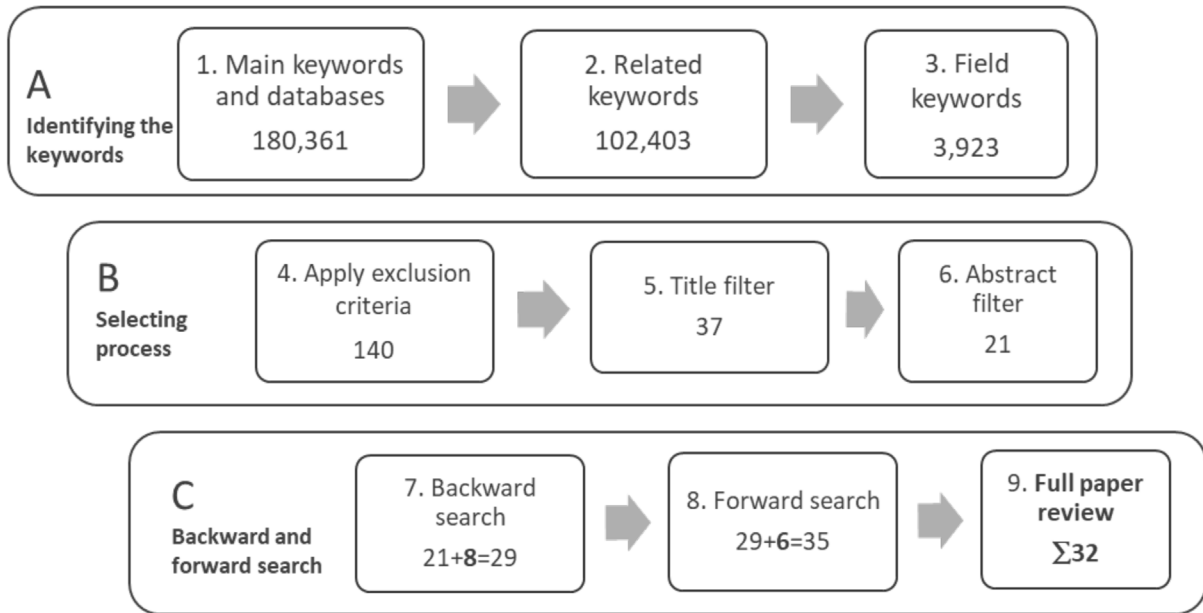 A
Identifying the
keywords
1. Main keywords
and databases
180,361
2. Related
keywords
102,403
3. Field
keywords
3,923
B
Selecting
process
4. Apply exclusion
criteria
140
5. Title filter
37
6. Abstract
filter
21
C
Backward and
forward search
7. Backward
search
21+8=29
8. Forward search
29+6=35
9. Full paper
review
∑32